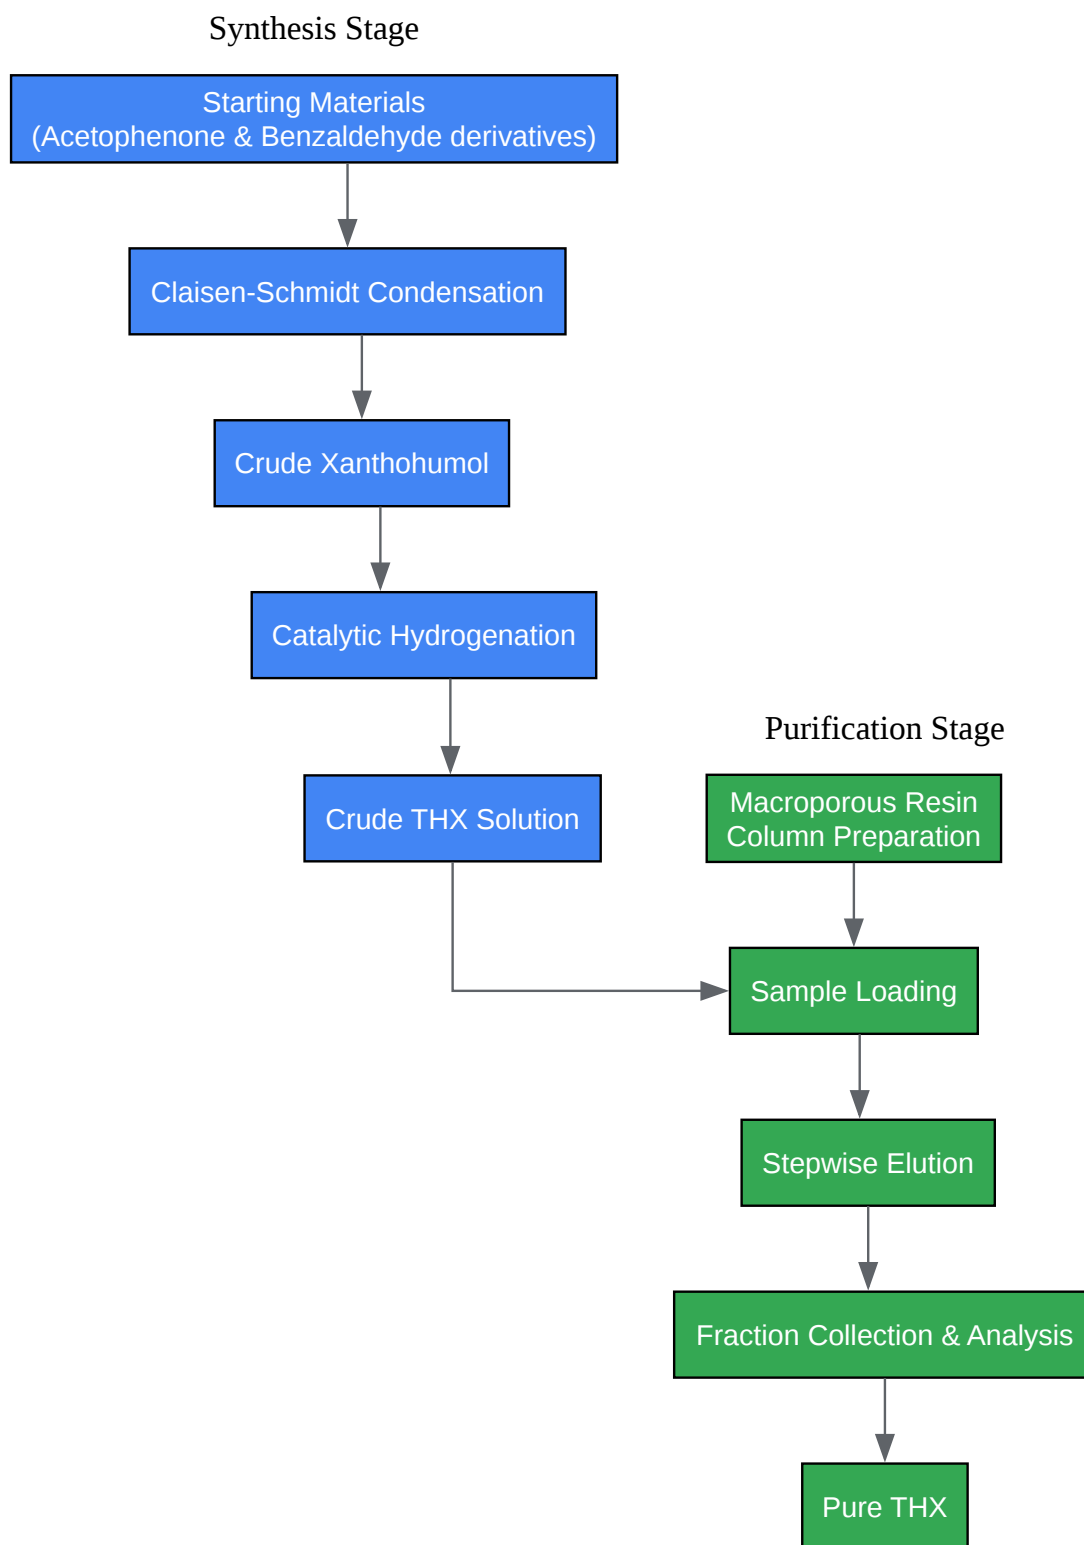 Synthesis Stage
Starting Materials
(Acetophenone & Benzaldehyde derivatives)
Claisen-Schmidt Condensation
Crude Xanthohumol
Catalytic Hydrogenation
Crude THX Solution
Purification Stage
Macroporous Resin
Column Preparation
Sample Loading
Stepwise Elution
Fraction Collection & Analysis
Pure THX